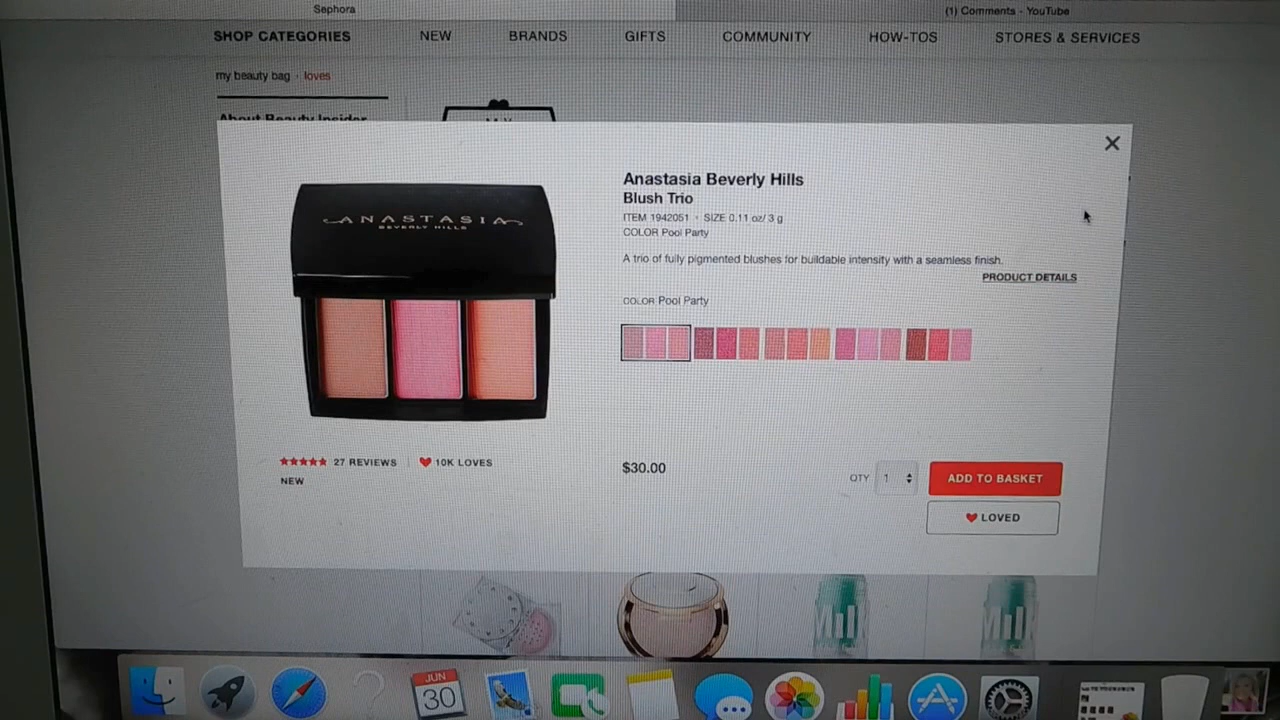 Sephora
(1) Comments - YouTube
SHOP CATEGORIES NEW BRANDS GIFTS COMMUNITY HOW-TOS STORES & SERVICES
my beauty bag · loves
About Beauty Insider
ANASTASIA
BEVERLY HILLS
Anastasia Beverly Hills
Blush Trio
ITEM 1942051 · SIZE 0.11 oz/ 3 g
COLOR Pool Party
A trio of fully pigmented blushes for buildable intensity with a seamless finish.
PRODUCT DETAILS
COLOR Pool Party
27 REVIEWS 10K LOVES
NEW
$30.00
QTY 1
ADD TO BASKET
LOVED
JUN
30